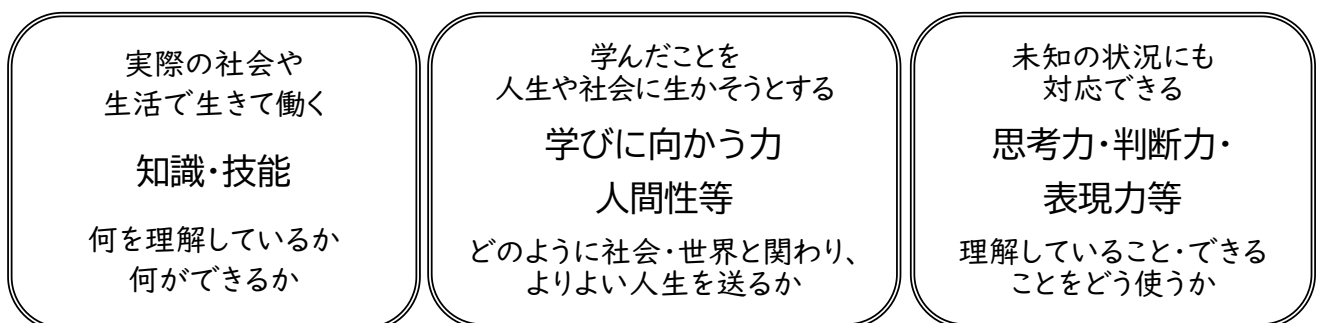 実際の社会や
生活で生きて働く
知識・技能
何を理解しているか
何ができるか
学んだことを
人生や社会に生かそうとする
学びに向かう力
人間性等
どのように社会・世界と関わり、
よりよい人生を送るか
未知の状況にも
対応できる
思考力・判断力・
表現力等
理解していること・できる
ことをどう使うか